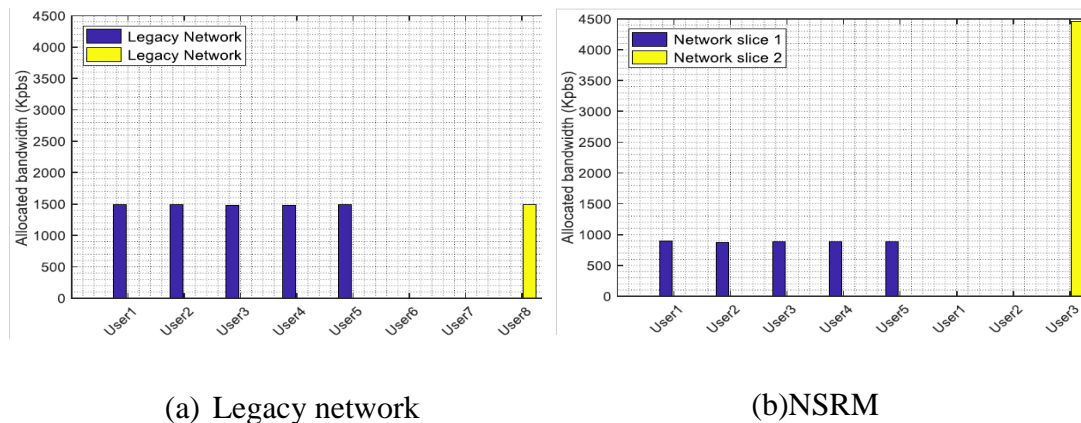 4500
4000
3500
3000
2500
2000
1500
1000
500
0
Allocated bandwidth (Kpbs)
Legacy Network
Legacy Network
User1
User2
User3
User4
User5
User6
User7
User8
4500
4000
3500
3000
2500
2000
1500
1000
500
0
Allocated bandwidth (Kpbs)
Network slice 1
Network slice 2
User1
User2
User3
User4
User5
User1
User2
User3
(a) Legacy network
(b)NSRM